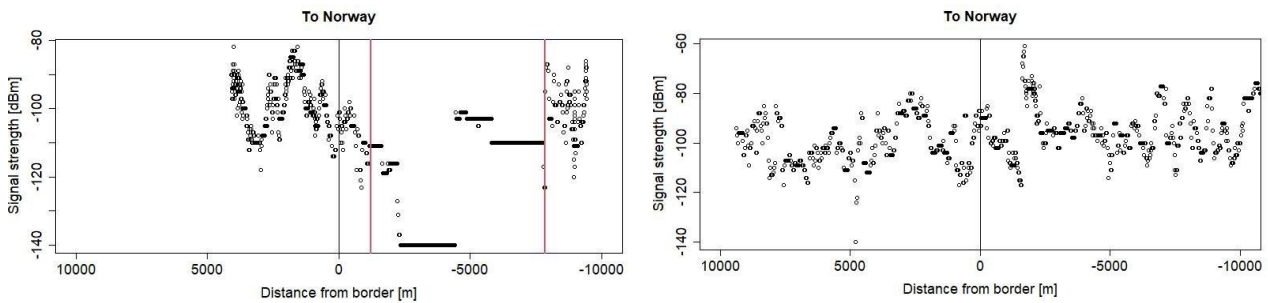 To Norway
Signal strength [dBm]
-80
-100
-120
-140
10000 5000 0 -5000 -10000
Distance from border [m]
To Norway
Signal strength [dBm]
-60
-80
-100
-120
-140
10000 5000 0 -5000 -10000
Distance from border [m]